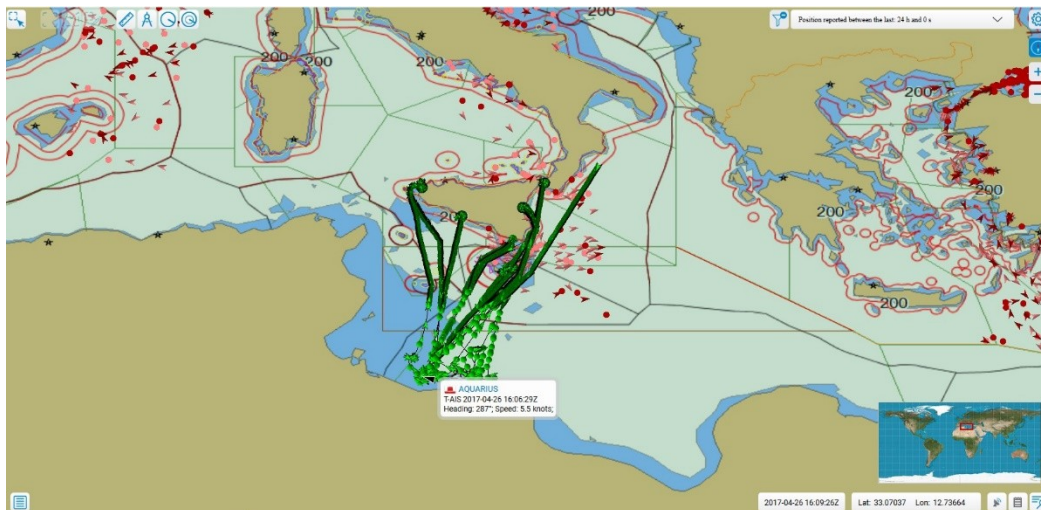 Position reported between the last: 24 h and 0 s
200
200 200
200
200
200
200
200
200
AQUARIUS
T-AIS 2017-04-26 16:06:29Z
Heading: 287°; Speed: 5.5 knots;
2017-04-26 16:09:26Z
Lat: 33.07037 Lon: 12.73664